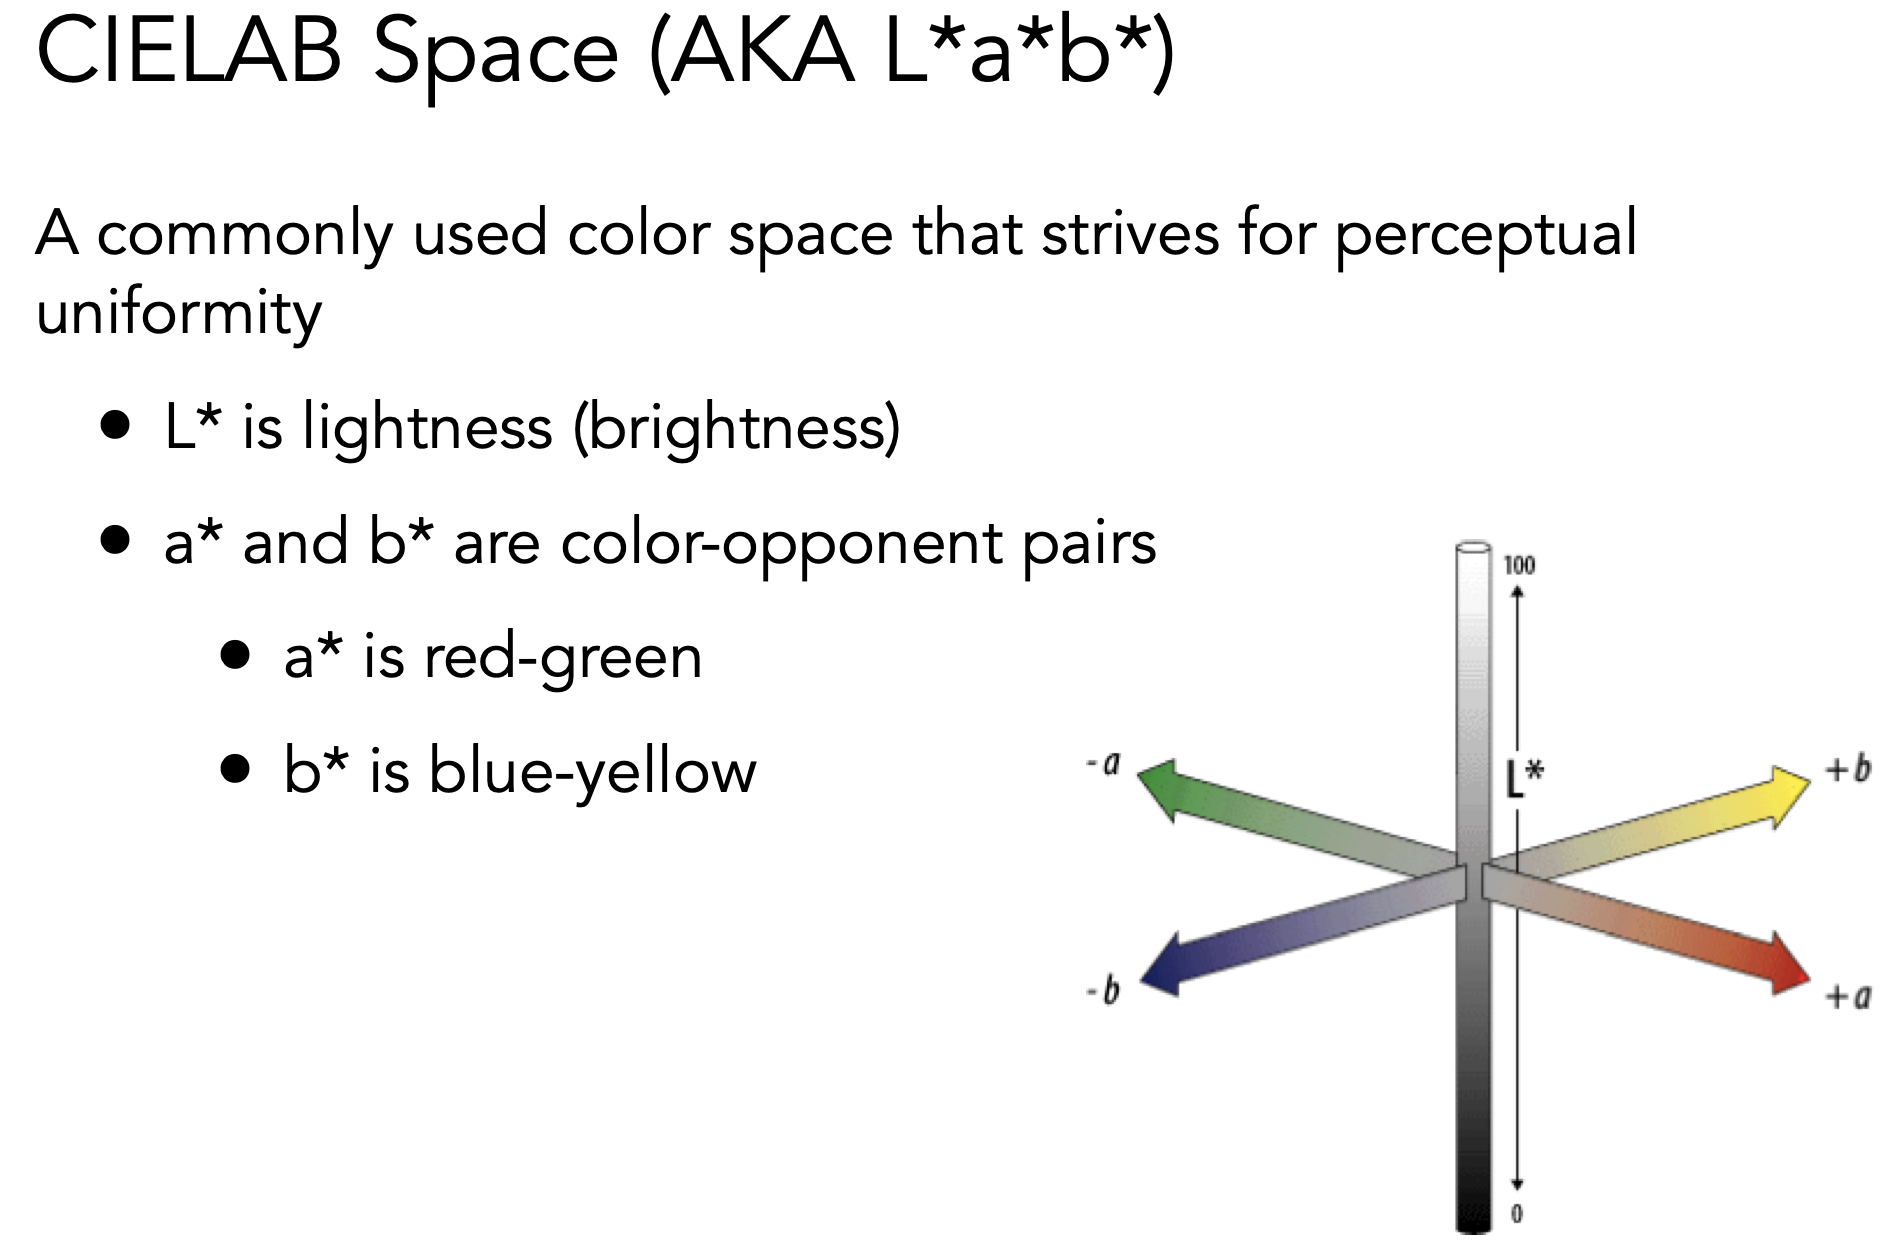 CIELAB Space (AKA L*a*b*)
A commonly used color space that strives for perceptual
uniformity
• L* is lightness (brightness)
• a* and b* are color-opponent pairs
• a* is red-green
• b* is blue-yellow
100
-a
L*
+b
-b
+a
0